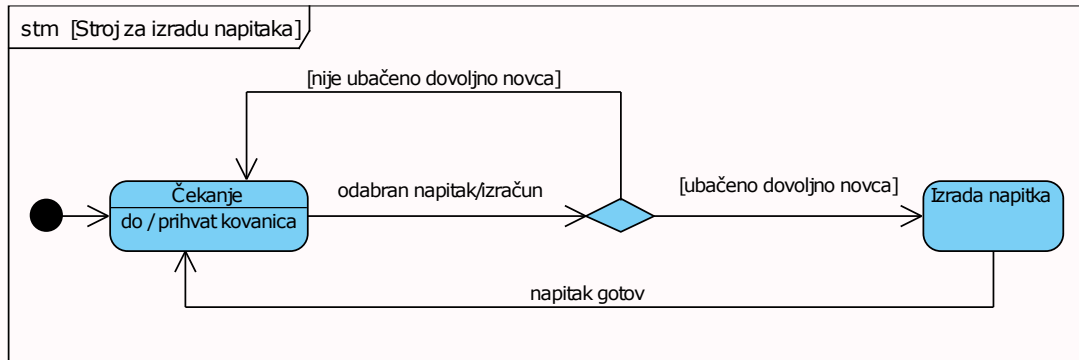 stm [Stroj za izradu napitaka]
[nije ubačeno dovoljno novca]
Čekanje
do / prihvat kovanica
odabran napitak/izračun
[ubačeno dovoljno novca]
Izrada napitka
napitak gotov